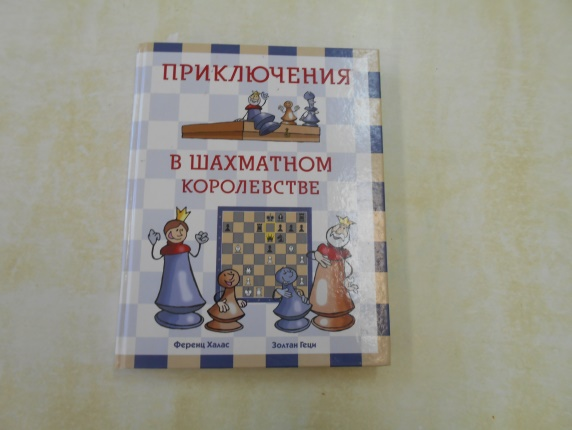 ПРИКЛЮЧЕНИЯ
В ШАХМАТНОМ
КОРОЛЕВСТВЕ
Ференц Халас
Золтан Геци